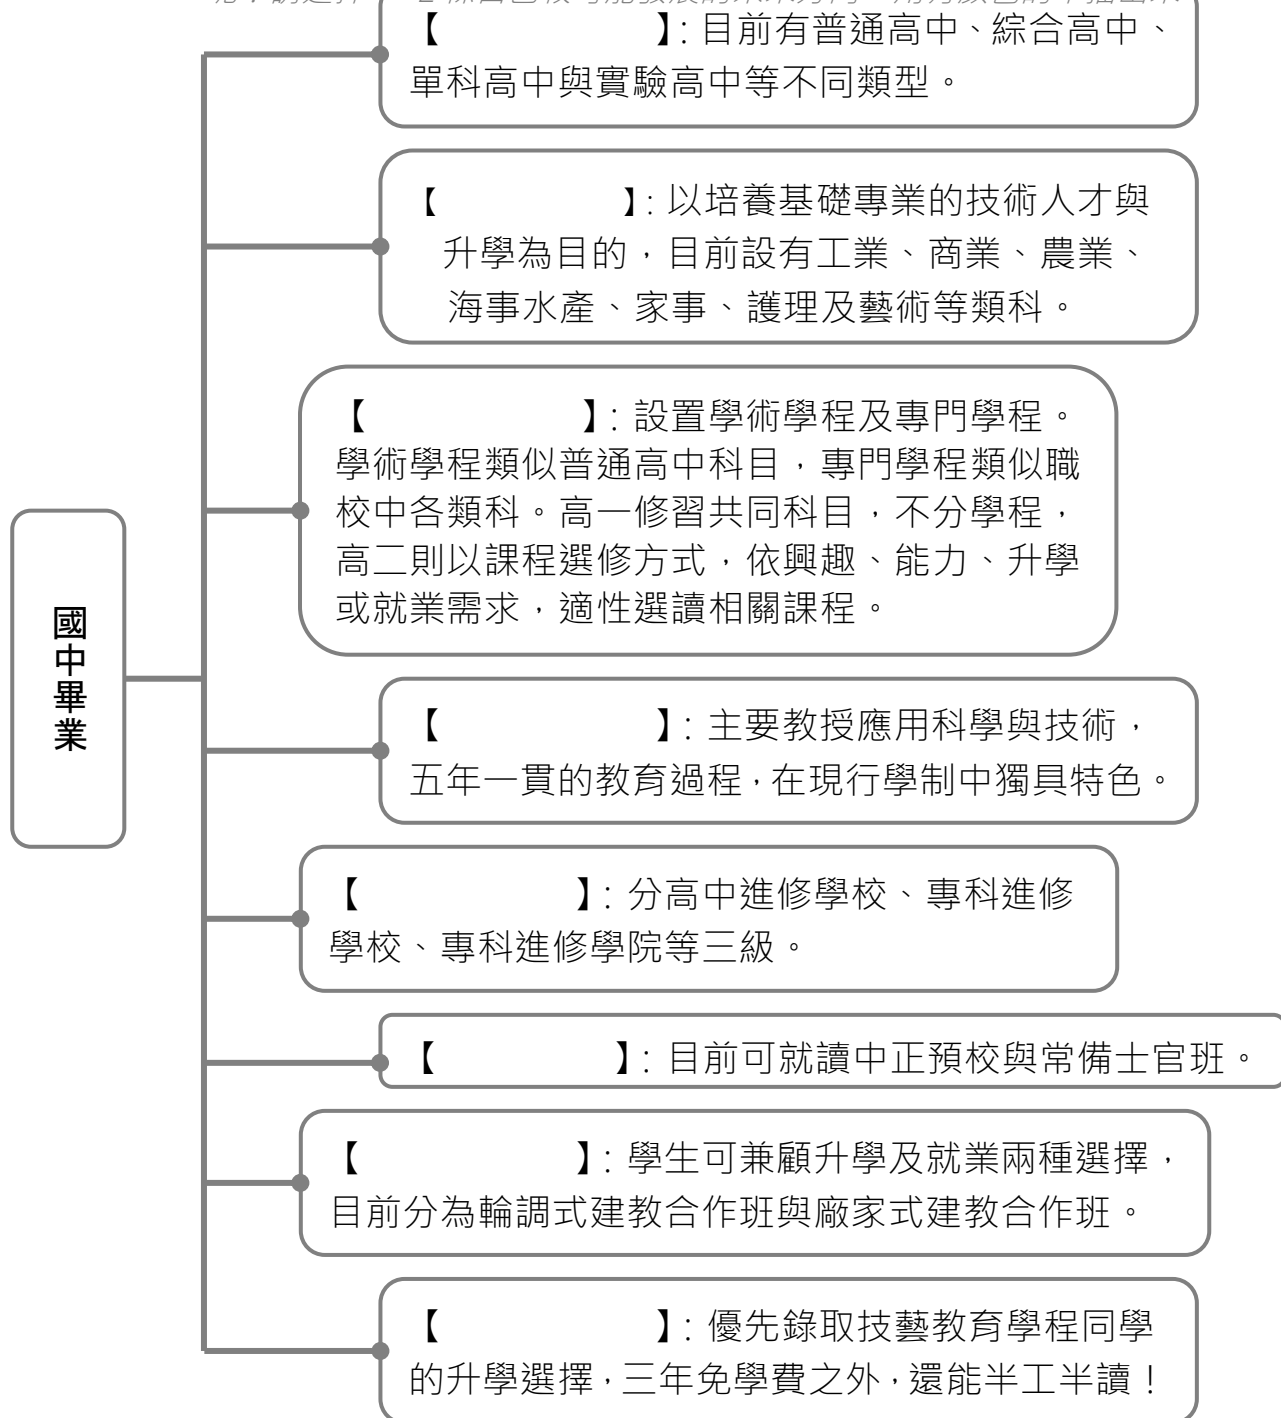 【　　　　　　】：目前有普通高中、綜合高中、
單科高中與實驗高中等不同類型。
【　　　　　】：以培養基礎專業的技術人才與
升學為目的，目前設有工業、商業、農業、
海事水產、家事、護理及藝術等類科。
【　　　　　　】：設置學術學程及專門學程。
學術學程類似普通高中科目，專門學程類似職
校中各類科。高一修習共同科目，不分學程，
高二則以課程選修方式，依興趣、能力、升學
或就業需求，適性選讀相關課程。
國中畢業
【　　　　　　】：主要教授應用科學與技術，
五年一貫的教育過程，在現行學制中獨具特色。
【　　　　　　】：分高中進修學校、專科進修
學校、專科進修學院等三級。
【　　　　　】：目前可就讀中正預校與常備士官班。
【　　　　　　】：學生可兼顧升學及就業兩種選擇，
目前分為輪調式建教合作班與廠家式建教合作班。
【　　　　　　】：優先錄取技藝教育學程同學
的升學選擇，三年免學費之外，還能半工半讀！